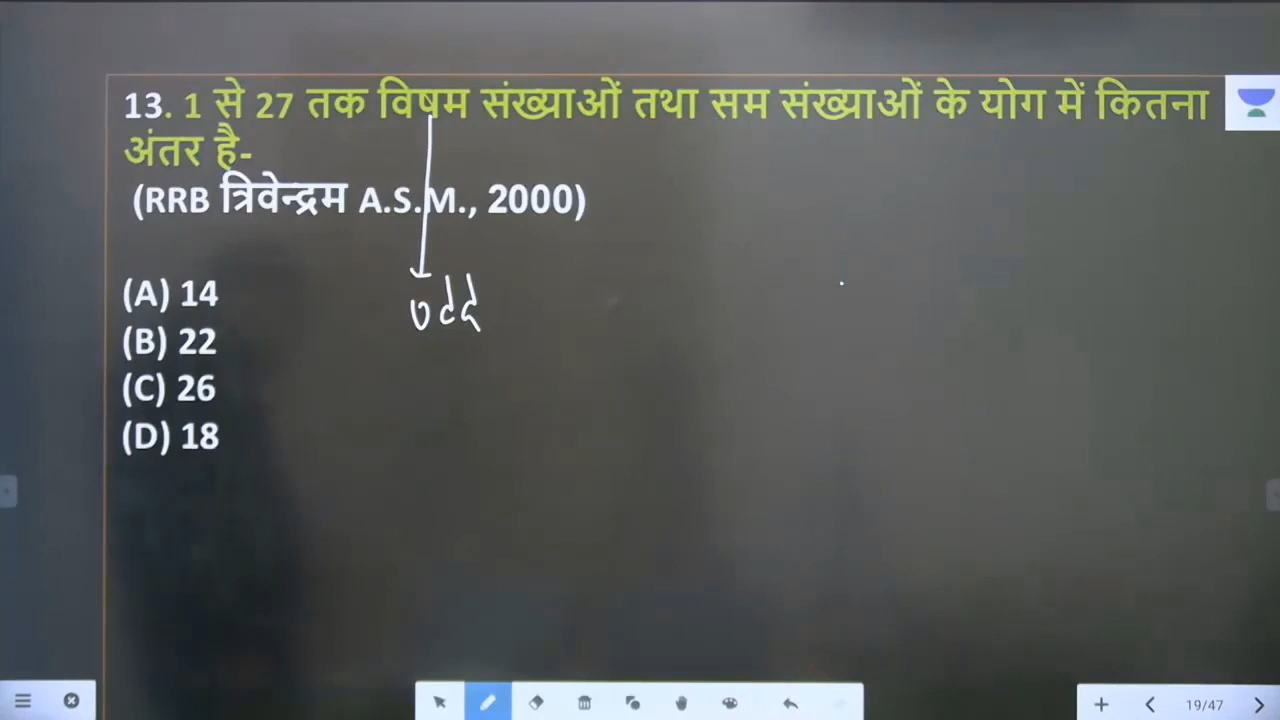 13. 1 से 27 तक विषम संख्याओं तथा सम संख्याओं के योग में कितना
अंतर है-
(RRB त्रिवेन्द्रम A.S.M., 2000)
(A) 14
odd
(B) 22
(C) 26
(D) 18
19/47